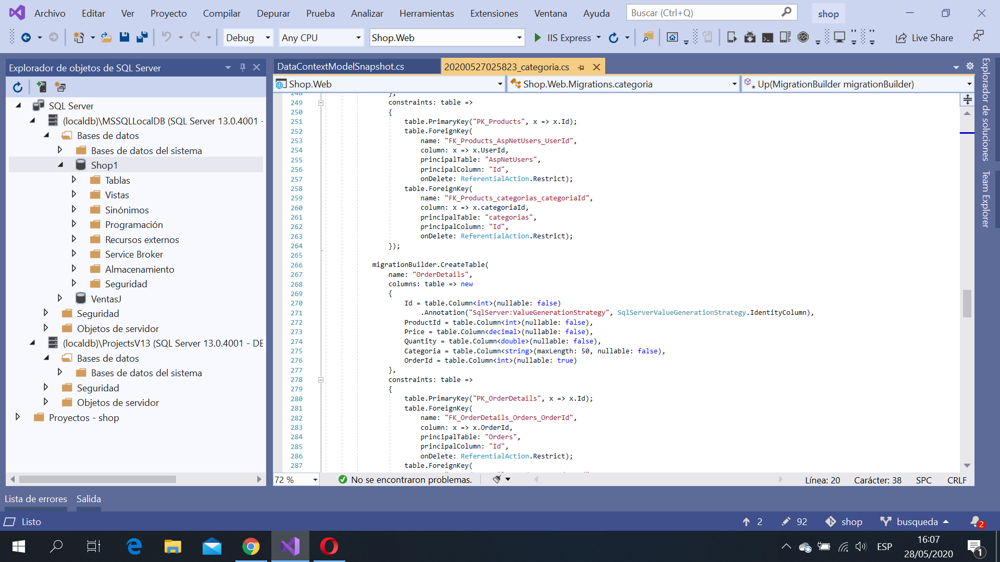 Archivo Editar Ver Proyecto Compilar Depurar Prueba Analizar Herramientas Extensiones Ventana Ayuda Buscar (Ctrl+Q) shop
Debug Any CPU Shop.Web IIS Express Live Share
Explorador de objetos de SQL Server
DataContextModelSnapshot.cs 20200527025823_categoria.cs
Shop.Web Shop.Web.Migrations.categoria Up(MigrationBuilder migrationBuilder)
SQL Server
(localdb)\MSSQLLocalDB (SQL Server 13.0.4001 -
Bases de datos
Bases de datos del sistema
Shop1
Tablas
Vistas
Sinónimos
Programación
Recursos externos
Service Broker
Almacenamiento
Seguridad
VentasJ
Seguridad
Objetos de servidor
(localdb)\ProjectsV13 (SQL Server 13.0.4001 - DE
Bases de datos
Bases de datos del sistema
Seguridad
Objetos de servidor
Proyectos - shop
248 },
249 constraints: table =>
250 {
251 table.PrimaryKey("PK_Products", x => x.Id);
252 table.ForeignKey(
253 name: "FK_Products_AspNetUsers_UserId",
254 column: x => x.UserId,
255 principalTable: "AspNetUsers",
256 principalColumn: "Id",
257 onDelete: ReferentialAction.Restrict);
258 table.ForeignKey(
259 name: "FK_Products_categorias_categoriaId",
260 column: x => x.categoriaId,
261 principalTable: "categorias",
262 principalColumn: "Id",
263 onDelete: ReferentialAction.Restrict);
264 });
265
266 migrationBuilder.CreateTable(
267 name: "OrderDetails",
268 columns: table => new
269 {
270 Id = table.Column<int>(nullable: false)
271 .Annotation("SqlServer:ValueGenerationStrategy", SqlServerValueGenerationStrategy.IdentityColumn),
272 ProductId = table.Column<int>(nullable: false),
273 Price = table.Column<decimal>(nullable: false),
274 Quantity = table.Column<double>(nullable: false),
275 Categoria = table.Column<string>(maxLength: 50, nullable: false),
276 OrderId = table.Column<int>(nullable: true)
277 },
278 constraints: table =>
279 {
280 table.PrimaryKey("PK_OrderDetails", x => x.Id);
281 table.ForeignKey(
282 name: "FK_OrderDetails_Orders_OrderId",
283 column: x => x.OrderId,
284 principalTable: "Orders",
285 principalColumn: "Id",
286 onDelete: ReferentialAction.Restrict);
287 table.ForeignKey(
Explorador de soluciones
Team Explorer
72 % No se encontraron problemas. Línea: 20 Carácter: 38 SPC CRLF
Lista de errores Salida
Listo 2 92 shop busqueda 2
ESP 16:07
28/05/2020 1